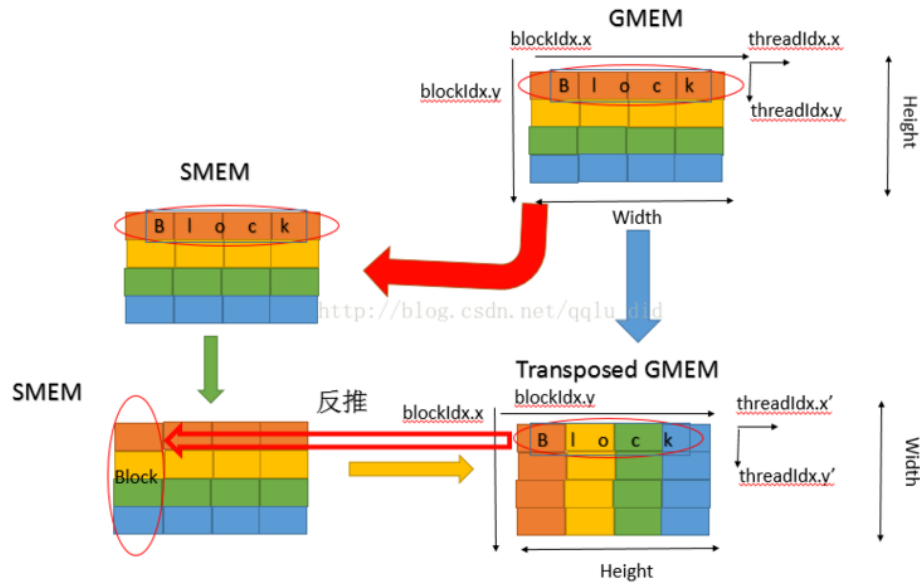 GMEM
blockIdx.x
threadIdx.x
blockIdx.y
B l o c k
threadIdx.y
Height
SMEM
B l o c k
Width
http://blog.csdn.net/qqlu_did
SMEM
Transposed GMEM
反推
blockIdx.x
blockIdx.y
threadIdx.x’
B l o c k
Block
threadIdx.y’
Width
Height